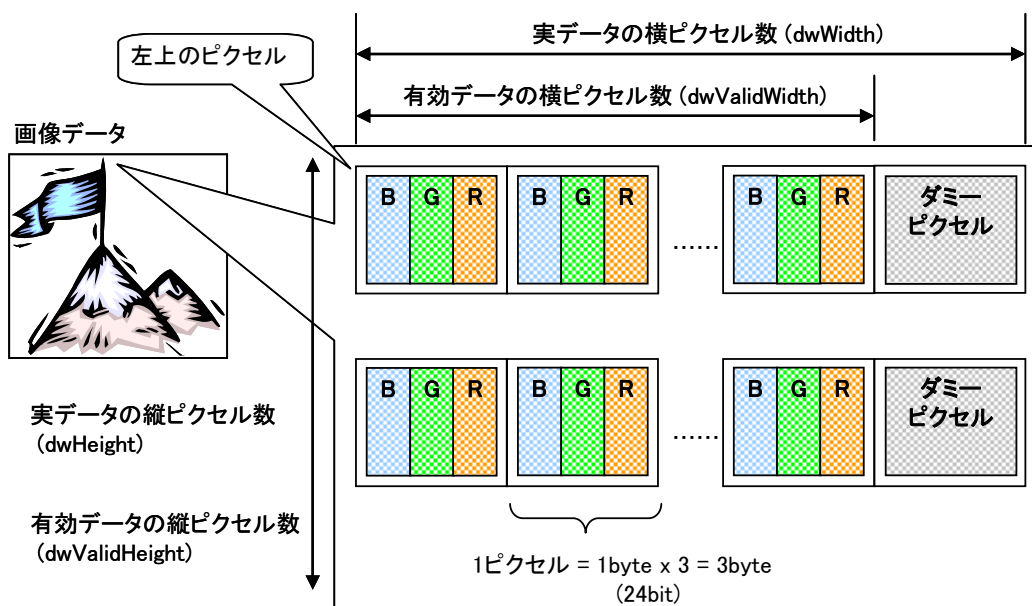 実データの横ピクセル数 (dwWidth)
左上のピクセル
有効データの横ピクセル数 (dwValidWidth)
画像データ
B G R B G R ...... B G R ダミー
ピクセル
B G R B G R ...... B G R ダミー
ピクセル
実データの縦ピクセル数
(dwHeight)
有効データの縦ピクセル数
(dwValidHeight)
1ピクセル = 1byte x 3 = 3byte
(24bit)